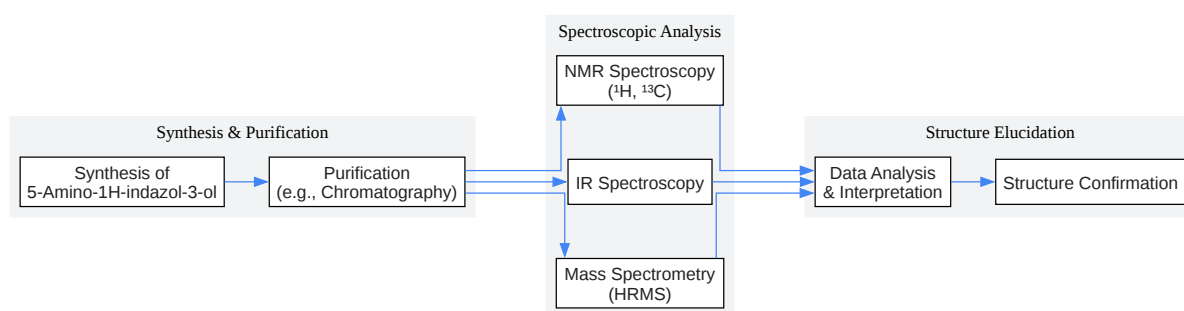 Synthesis & Purification
Synthesis of
5-Amino-1H-indazol-3-ol
Purification
(e.g., Chromatography)
Spectroscopic Analysis
NMR Spectroscopy
(¹H, ¹³C)
IR Spectroscopy
Mass Spectrometry
(HRMS)
Structure Elucidation
Data Analysis
& Interpretation
Structure Confirmation